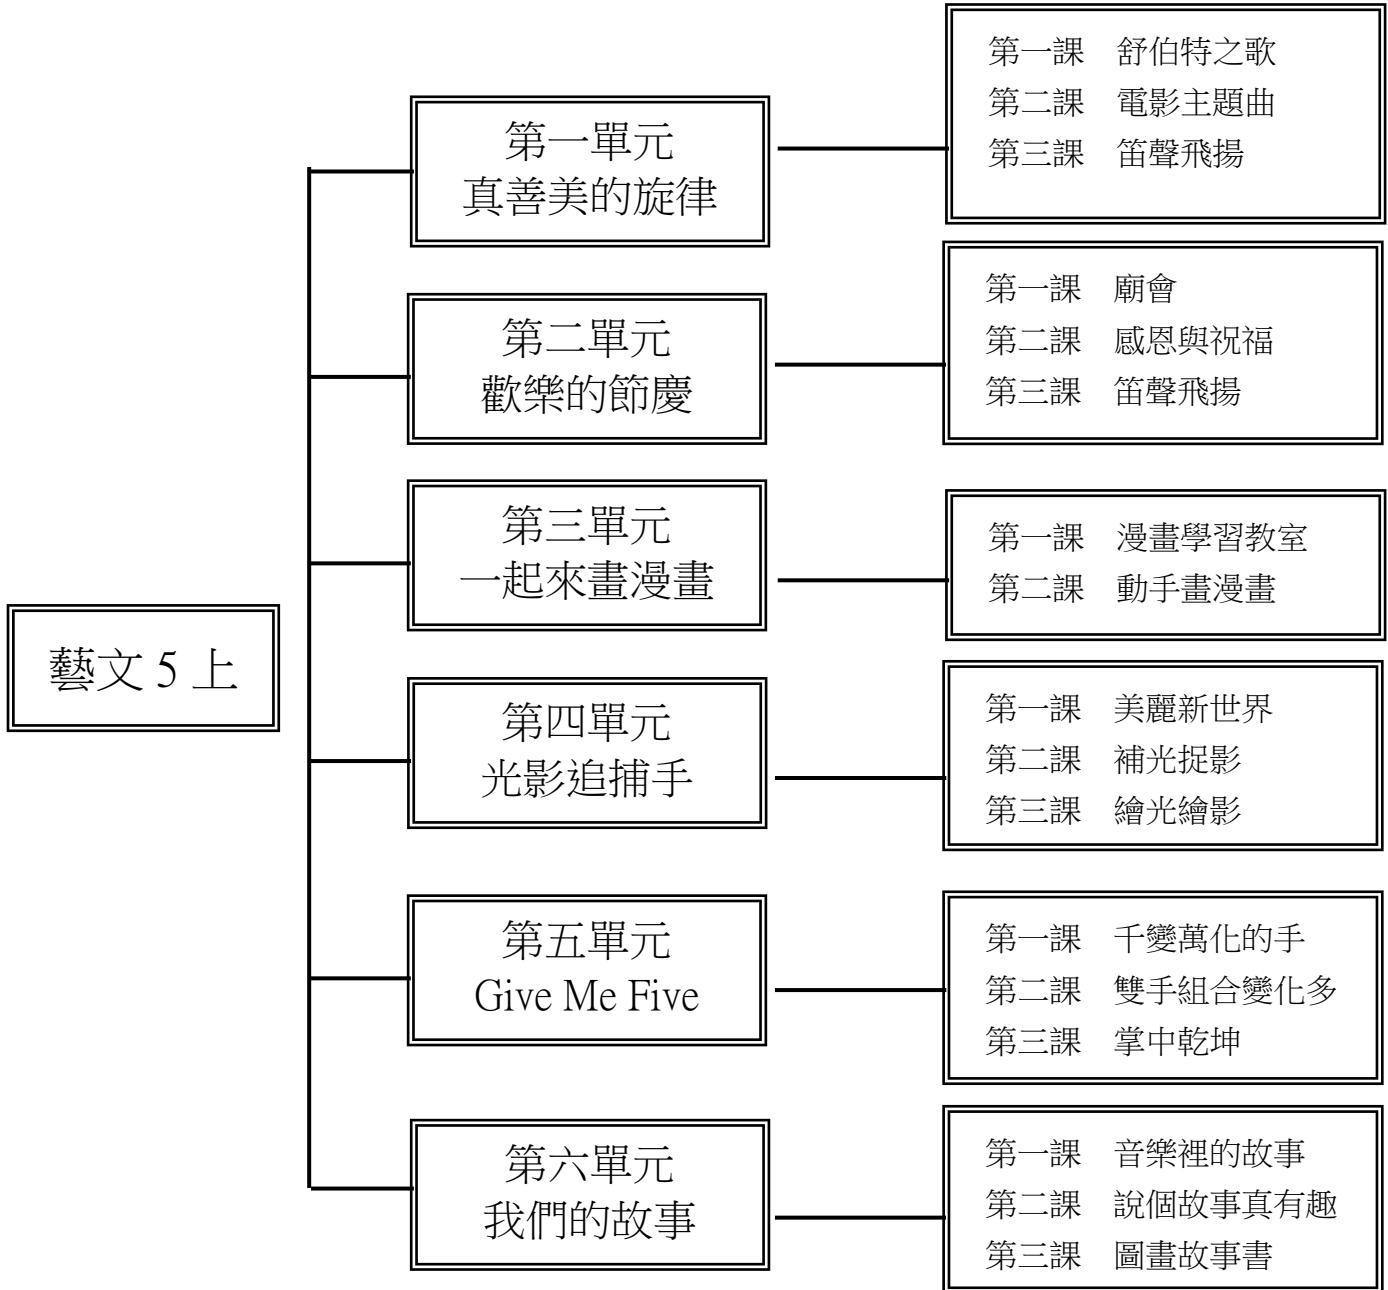 藝文 5 上
第一單元
真善美的旋律
第一課　舒伯特之歌
第二課　電影主題曲
第三課　笛聲飛揚
第二單元
歡樂的節慶
第一課　廟會
第二課　感恩與祝福
第三課　笛聲飛揚
第三單元
一起來畫漫畫
第一課　漫畫學習教室
第二課　動手畫漫畫
第四單元
光影追捕手
第一課　美麗新世界
第二課　補光捉影
第三課　繪光繪影
第五單元
Give Me Five
第一課　千變萬化的手
第二課　雙手組合變化多
第三課　掌中乾坤
第六單元
我們的故事
第一課　音樂裡的故事
第二課　說個故事真有趣
第三課　圖畫故事書